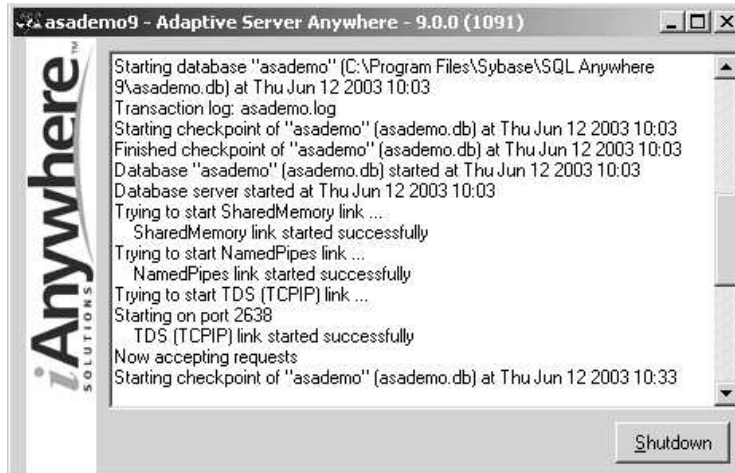 asademo9 - Adaptive Server Anywhere - 9.0.0 (1091)
iAnywhere™
SOLUTIONS
Starting database "asademo" (C:\Program Files\Sybase\SQL Anywhere
9\asademo.db) at Thu Jun 12 2003 10:03
Transaction log: asademo.log
Starting checkpoint of "asademo" (asademo.db) at Thu Jun 12 2003 10:03
Finished checkpoint of "asademo" (asademo.db) at Thu Jun 12 2003 10:03
Database "asademo" (asademo.db) started at Thu Jun 12 2003 10:03
Database server started at Thu Jun 12 2003 10:03
Trying to start SharedMemory link ...
SharedMemory link started successfully
Trying to start NamedPipes link ...
NamedPipes link started successfully
Trying to start TDS (TCPIP) link ...
Starting on port 2638
TDS (TCPIP) link started successfully
Now accepting requests
Starting checkpoint of "asademo" (asademo.db) at Thu Jun 12 2003 10:33
Shutdown